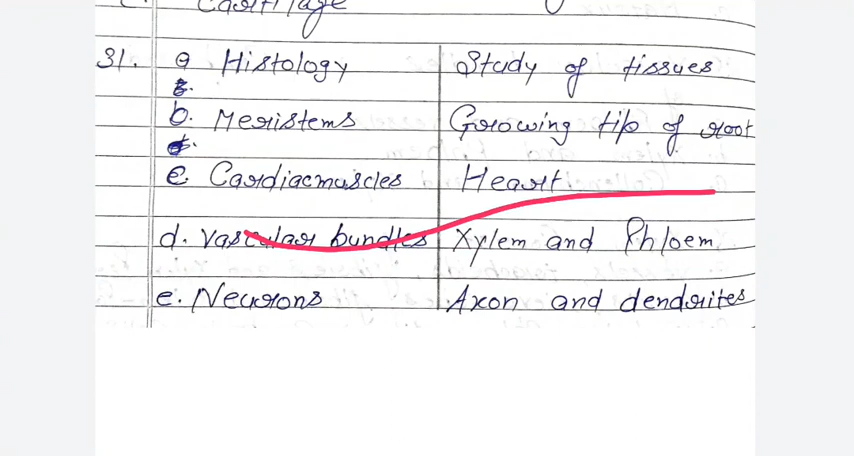 Cartilage
31. a Histology Study of tissues
b. Meristems Growing tip of root
c. Cardiacmuscles Heart.
d. Vascular bundles Xylem and Phloem
e. Neurons Axon and dendrites